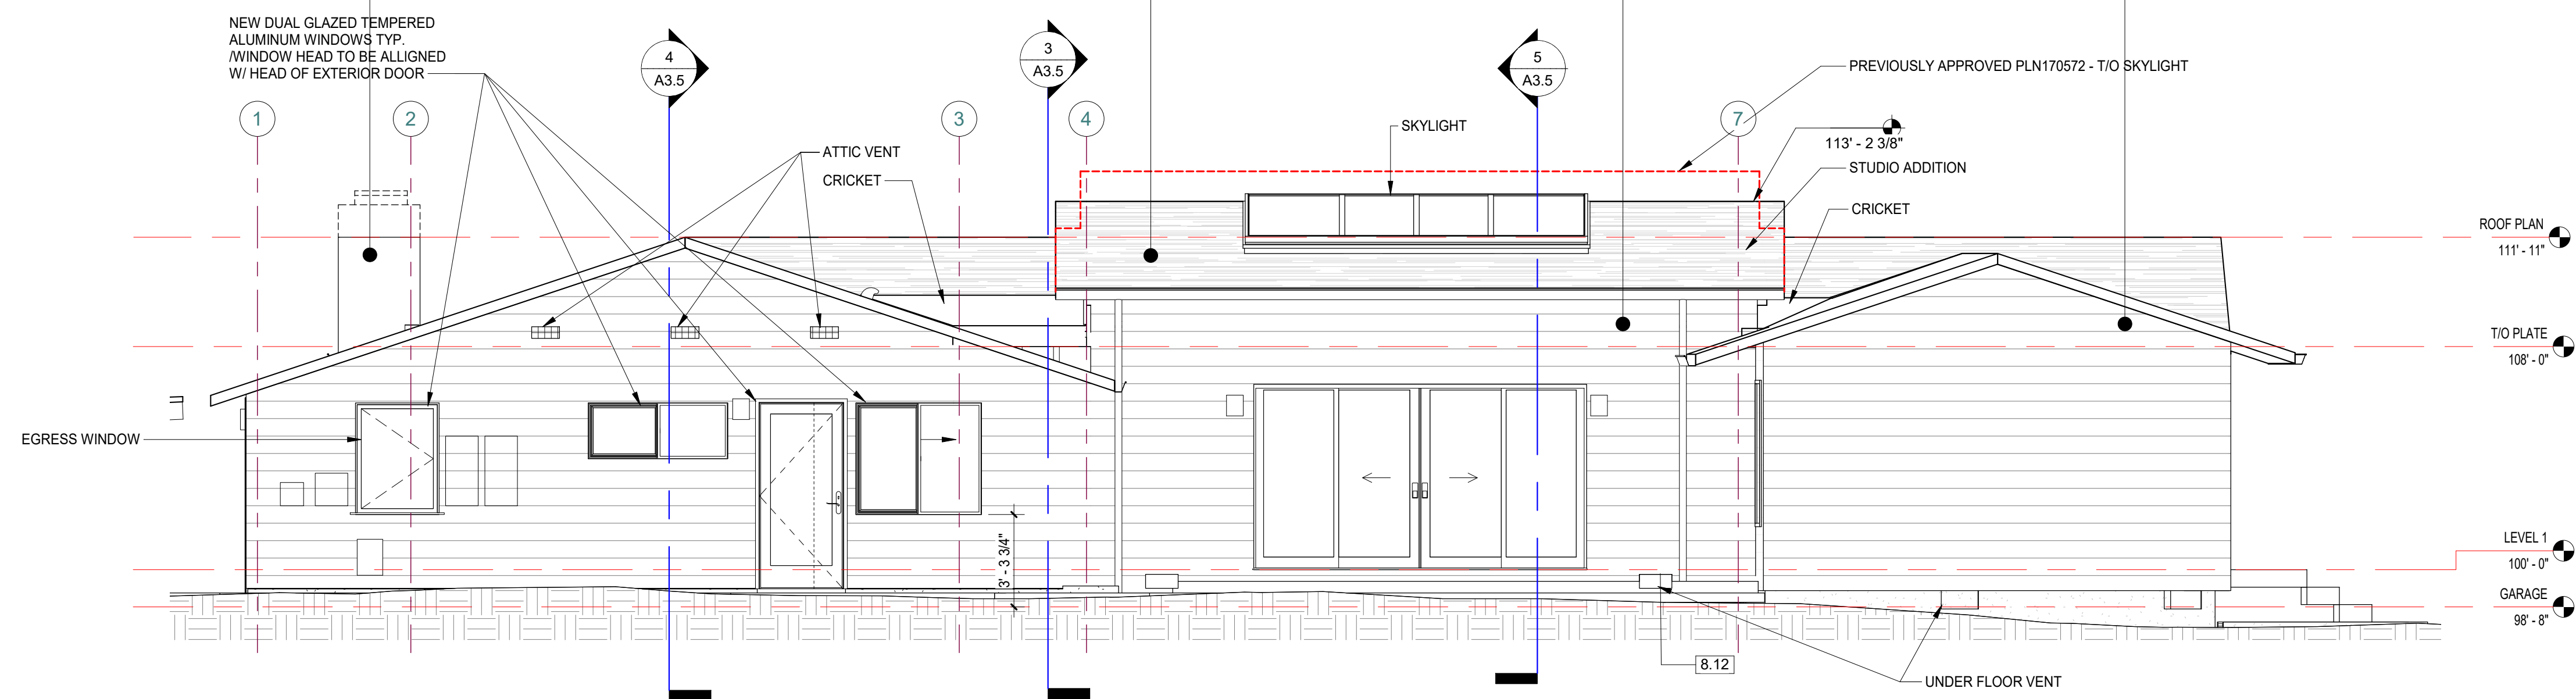 NEW DUAL GLAZED TEMPERED
ALUMINUM WINDOWS TYP.
/WINDOW HEAD TO BE ALLIGNED
W/ HEAD OF EXTERIOR DOOR
4
A3.5
3
A3.5
5
A3.5
PREVIOUSLY APPROVED PLN170572 - T/O SKYLIGHT
1
2
3
4
7
SKYLIGHT
113' - 2 3/8"
ATTIC VENT
STUDIO ADDITION
CRICKET
CRICKET
ROOF PLAN
111' - 11"
T/O PLATE
108' - 0"
EGRESS WINDOW
3' - 3 3/4"
LEVEL 1
100' - 0"
GARAGE
98' - 8"
8.12
UNDER FLOOR VENT